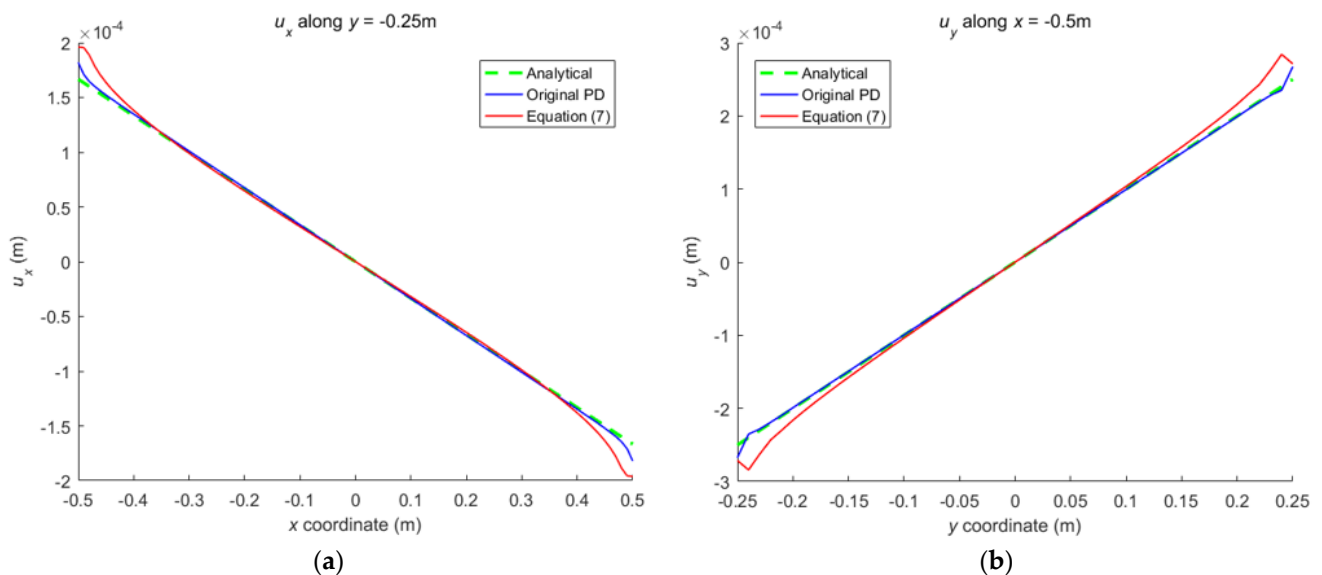 u_x along y = -0.25m
×10⁻⁴
2
1.5
1
0.5
0
-0.5
-1
-1.5
-2
u_x (m)
Analytical
Original PD
Equation (7)
-0.5 -0.4 -0.3 -0.2 -0.1 0 0.1 0.2 0.3 0.4 0.5
x coordinate (m)
(a)
u_y along x = -0.5m
×10⁻⁴
3
2
1
0
-1
-2
-3
u_y (m)
Analytical
Original PD
Equation (7)
-0.25 -0.2 -0.15 -0.1 -0.05 0 0.05 0.1 0.15 0.2 0.25
y coordinate (m)
(b)